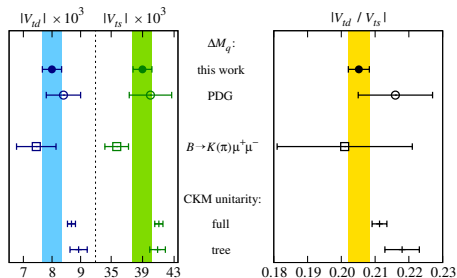 |V_td| × 10³ |V_ts| × 10³ |V_td / V_ts|
ΔM_q:
this work
PDG
B→K(π)μ⁺μ⁻
CKM unitarity:
full
tree
7 8 9 35 39 43 0.18 0.19 0.20 0.21 0.22 0.23